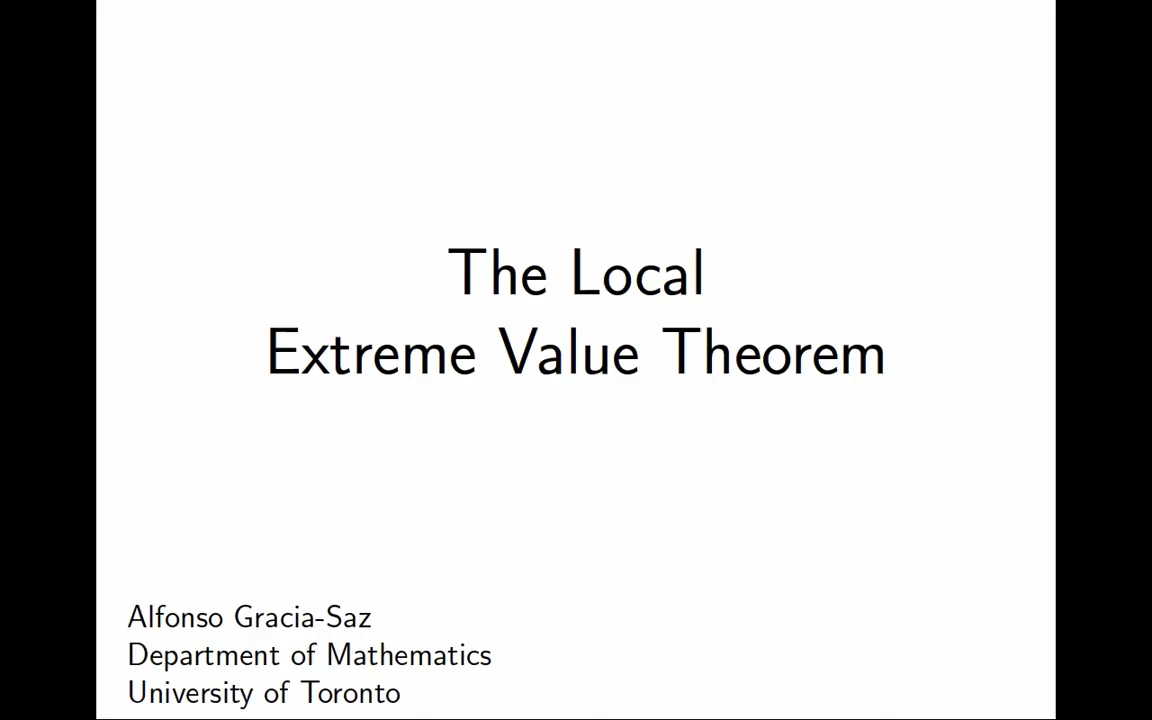 The Local
Extreme Value Theorem
Alfonso Gracia-Saz
Department of Mathematics
University of Toronto